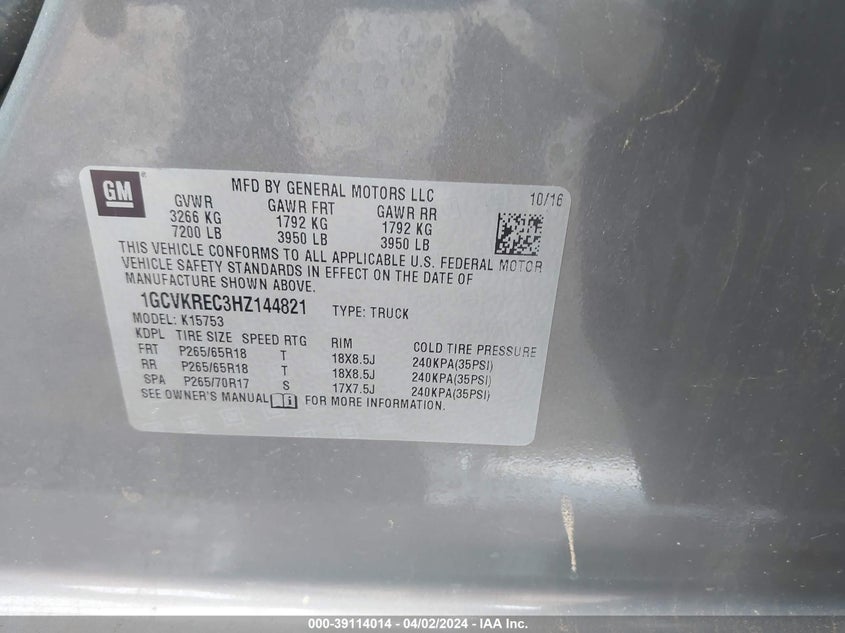 GM
MFD BY GENERAL MOTORS LLC
10/16
GVWR GAWR FRT GAWR RR
3266 KG 1792 KG 1792 KG
7200 LB 3950 LB 3950 LB
THIS VEHICLE CONFORMS TO ALL APPLICABLE U.S. FEDERAL MOTOR
VEHICLE SAFETY STANDARDS IN EFFECT ON THE DATE OF
MANUFACTURE SHOWN ABOVE.
1GCVKREC3HZ144821 TYPE: TRUCK
MODEL: K15753
KDPL TIRE SIZE SPEED RTG RIM COLD TIRE PRESSURE
FRT P265/65R18 T 18X8.5J 240KPA(35PSI)
RR P265/65R18 T 18X8.5J 240KPA(35PSI)
SPA P265/70R17 S 17X7.5J 240KPA(35PSI)
SEE OWNER'S MANUAL FOR MORE INFORMATION.
000-39114014 - 04/02/2024 - IAA Inc.